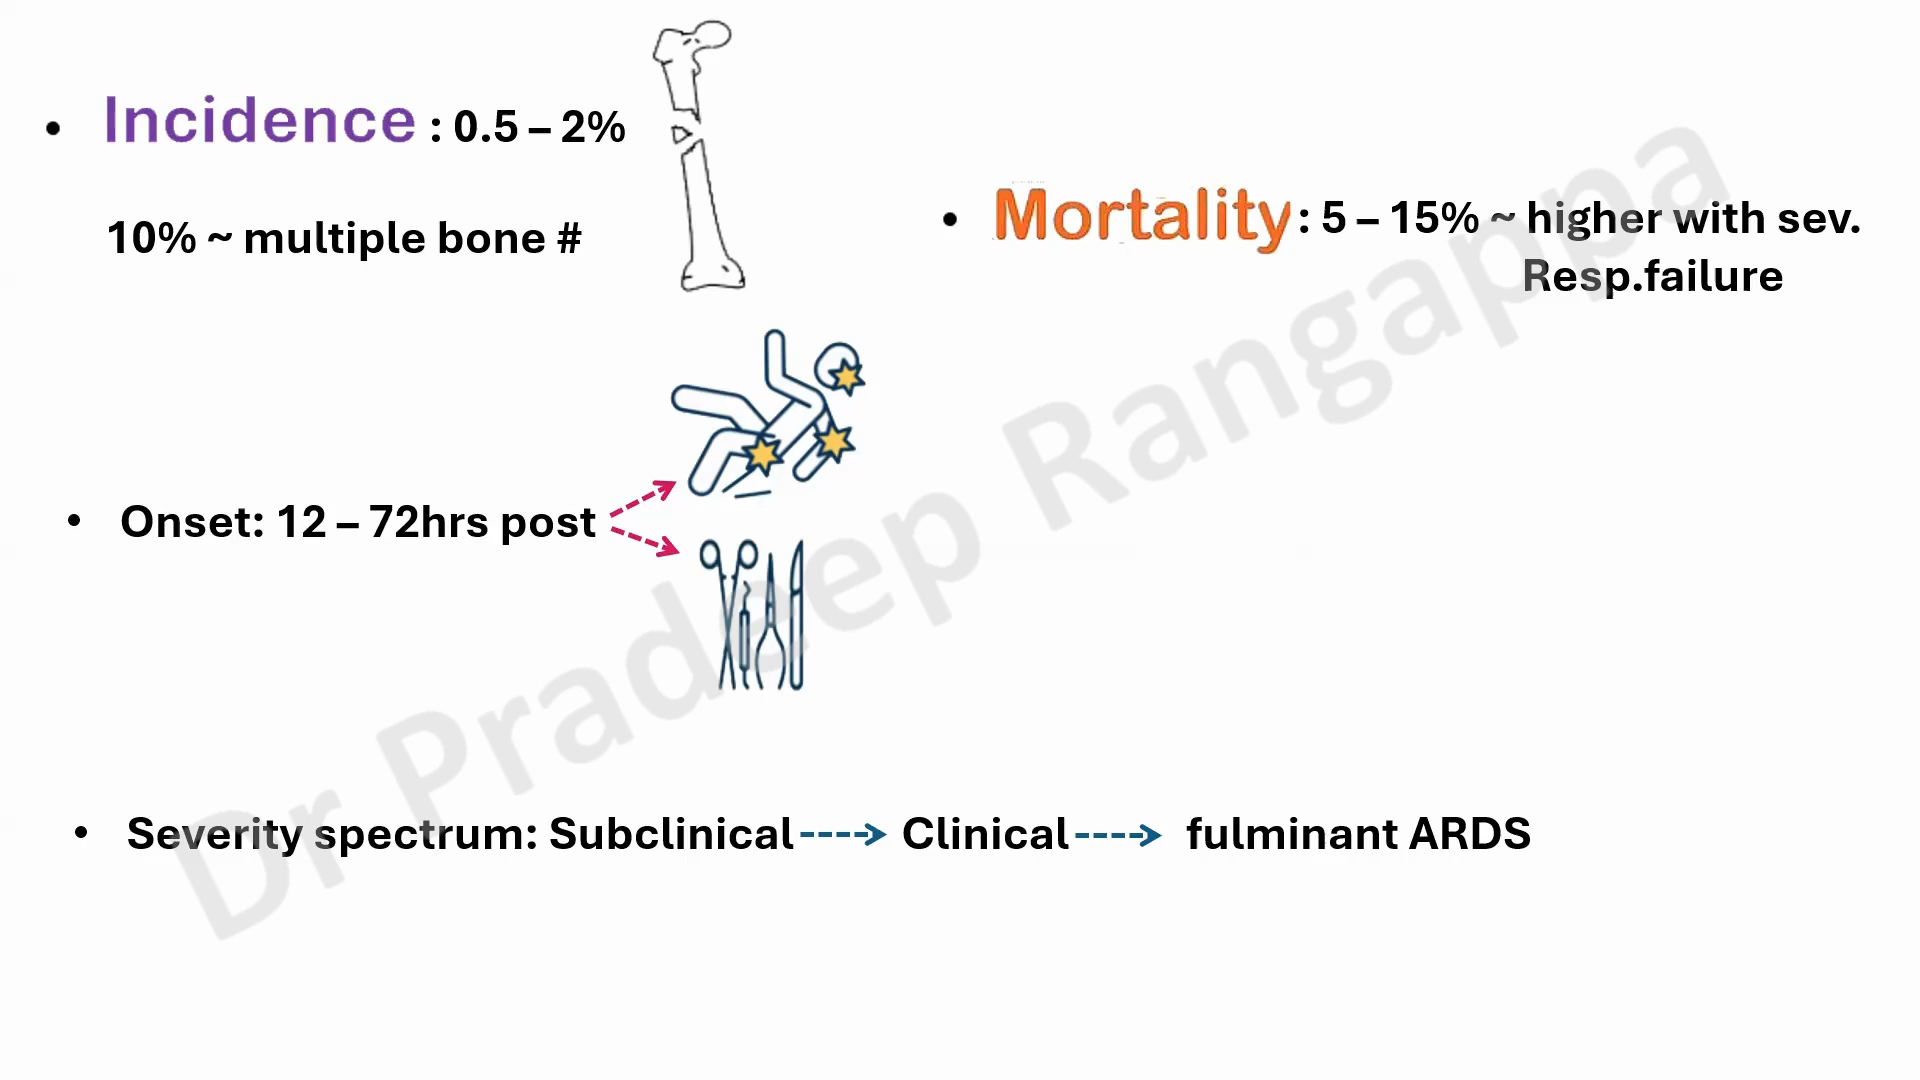 • Incidence : 0.5 – 2%
10% ~ multiple bone #
• Mortality : 5 – 15% ~ higher with sev.
Resp.failure
• Onset: 12 – 72hrs post
• Severity spectrum: Subclinical ----> Clinical ----> fulminant ARDS
Dr Pradeep Rangappa